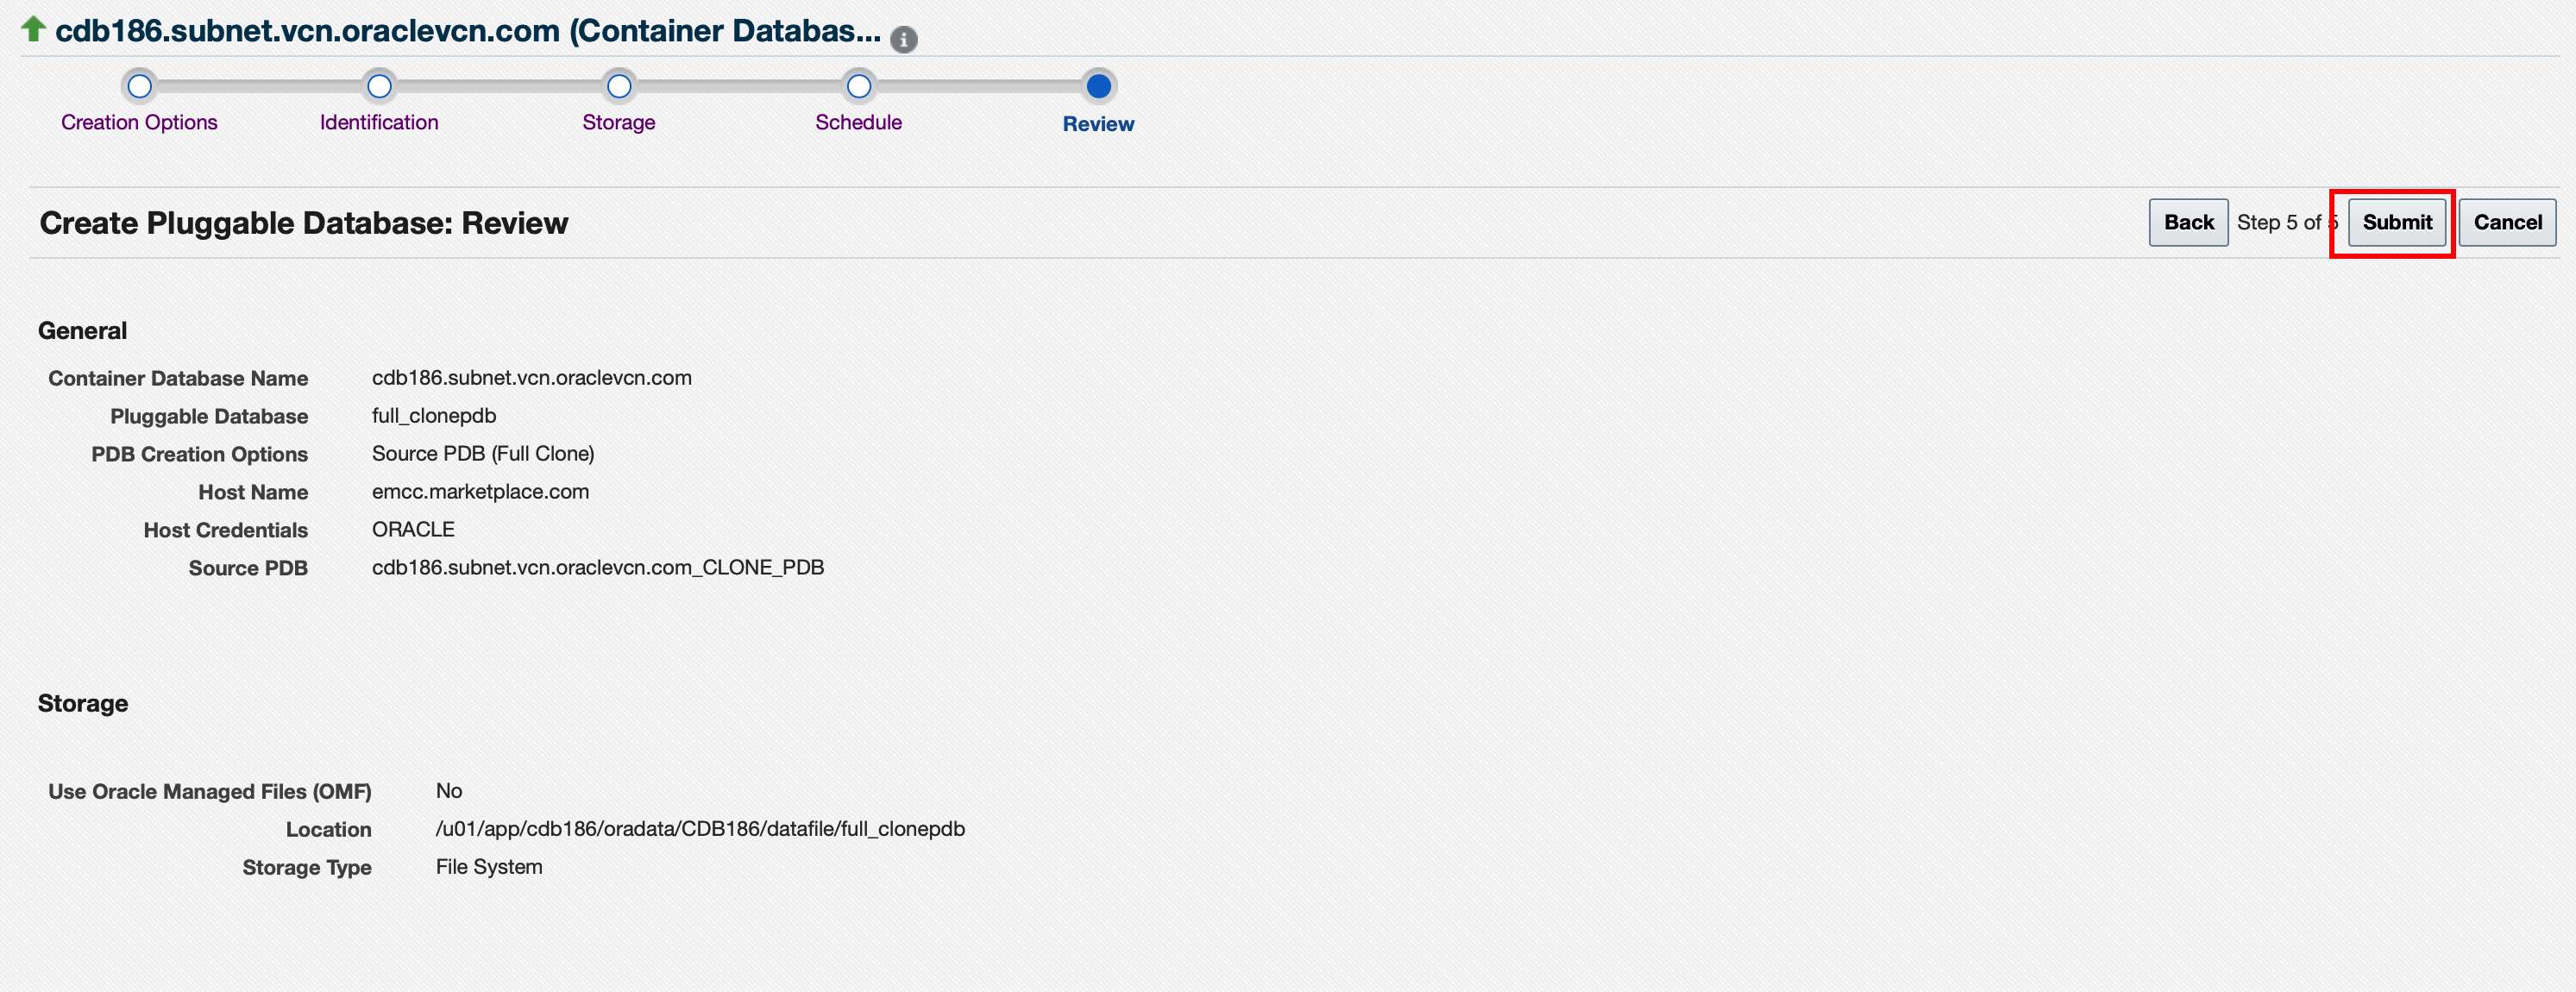 cdb186.subnet.vcn.oraclevcn.com (Container Databas...
Creation Options Identification Storage Schedule Review
Create Pluggable Database: Review
Back Step 5 of 5 Submit Cancel
General
Container Database Name cdb186.subnet.vcn.oraclevcn.com
Pluggable Database full_clonepdb
PDB Creation Options Source PDB (Full Clone)
Host Name emcc.marketplace.com
Host Credentials ORACLE
Source PDB cdb186.subnet.vcn.oraclevcn.com_CLONE_PDB
Storage
Use Oracle Managed Files (OMF) No
Location /u01/app/cdb186/oradata/CDB186/datafile/full_clonepdb
Storage Type File System